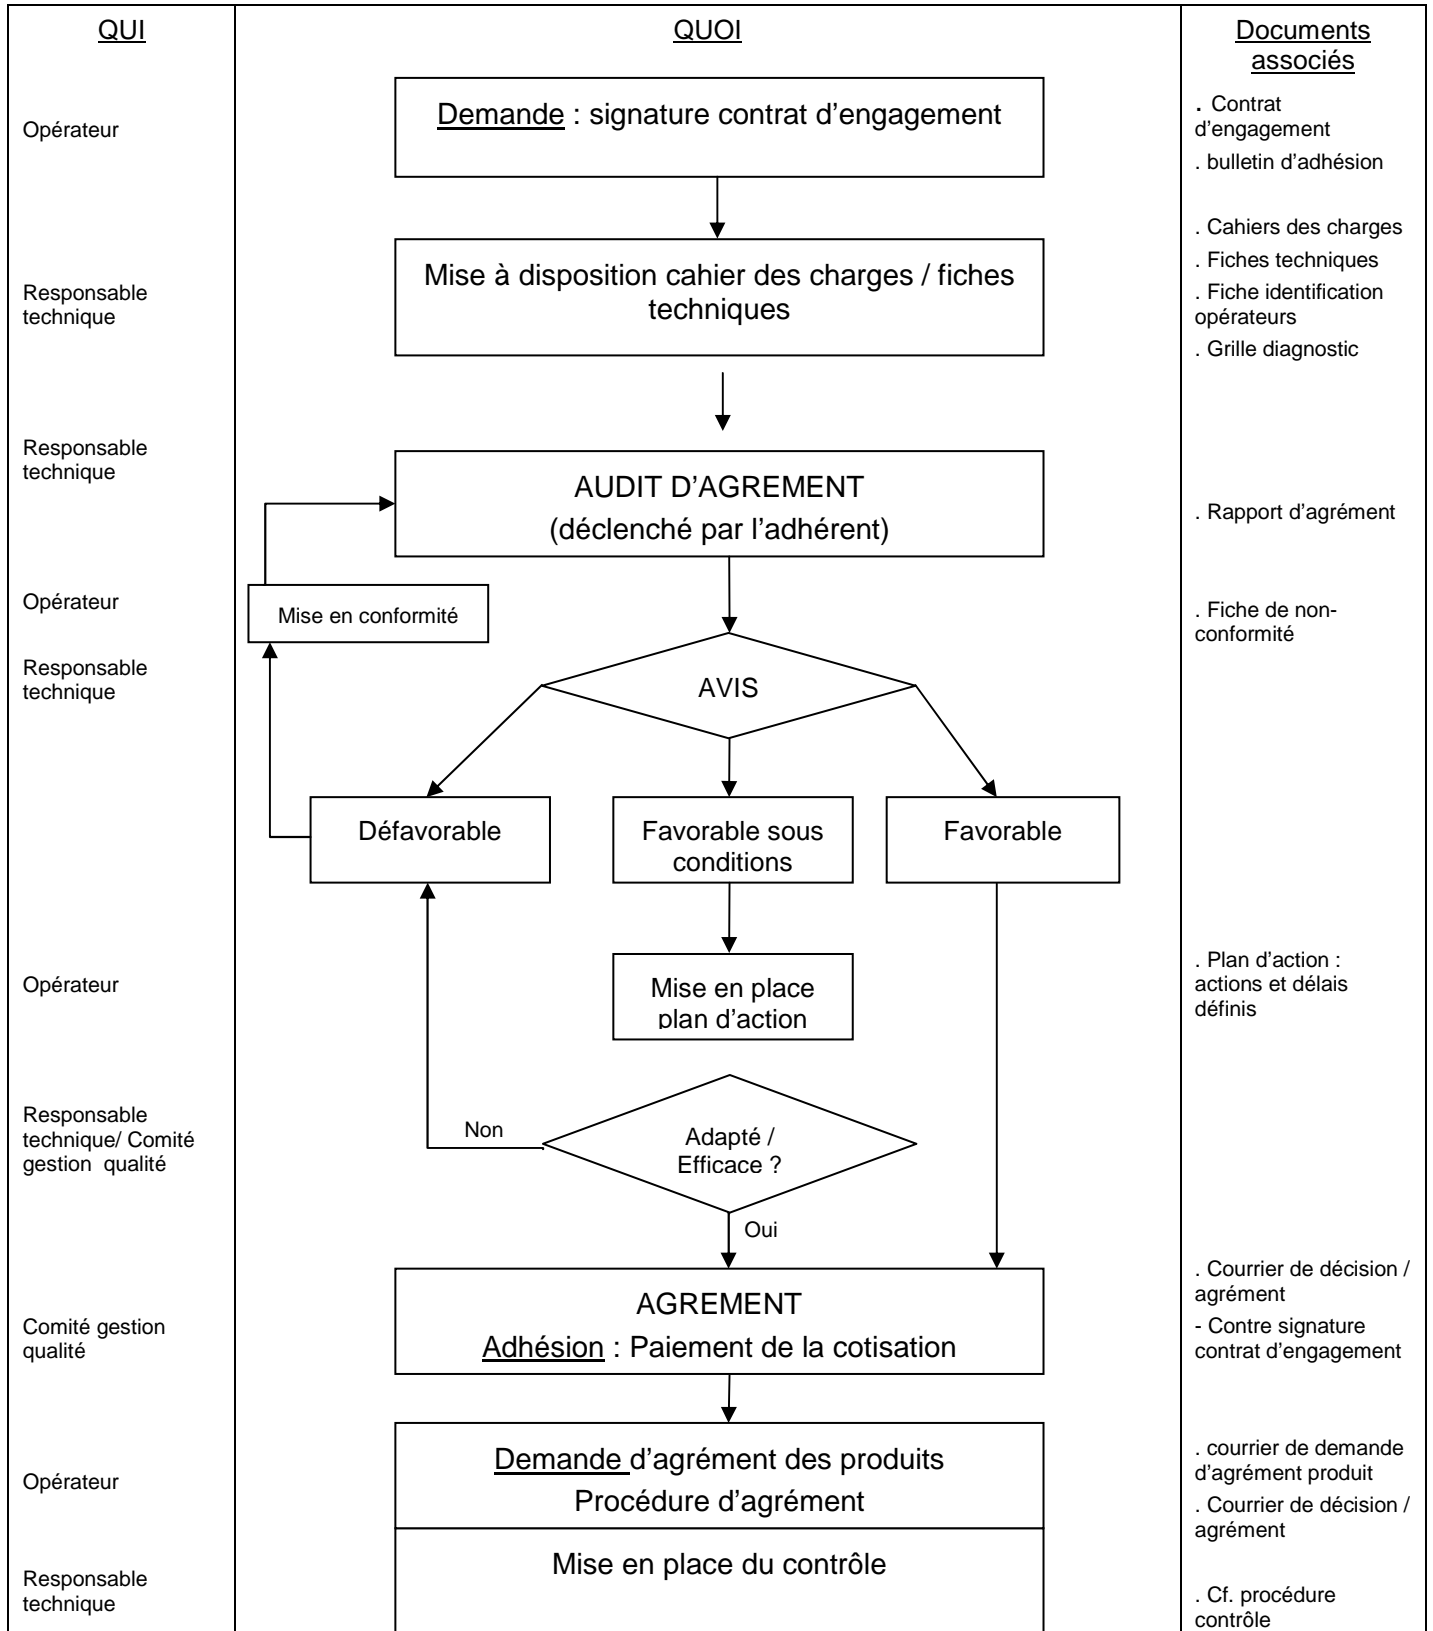 QUI
QUOI
Documents
associés
Opérateur
Demande : signature contrat d'engagement
. Contrat
d'engagement
. bulletin d'adhésion
Responsable
technique
Mise à disposition cahier des charges / fiches
techniques
. Cahiers des charges
. Fiches techniques
. Fiche identification
opérateurs
. Grille diagnostic
Responsable
technique
AUDIT D'AGREMENT
(déclenché par l'adhérent)
. Rapport d'agrément
Opérateur
Mise en conformité
. Fiche de non-
conformité
Responsable
technique
AVIS
Défavorable
Favorable sous
conditions
Favorable
Opérateur
Mise en place
plan d'action
. Plan d'action :
actions et délais
définis
Responsable
technique/ Comité
gestion qualité
Non
Adapté /
Efficace ?
Oui
Comité gestion
qualité
AGREMENT
Adhésion : Paiement de la cotisation
. Courrier de décision /
agrément
- Contre signature
contrat d'engagement
Opérateur
Demande d'agrément des produits
Procédure d'agrément
. courrier de demande
d'agrément produit
. Courrier de décision /
agrément
Responsable
technique
Mise en place du contrôle
. Cf. procédure
contrôle